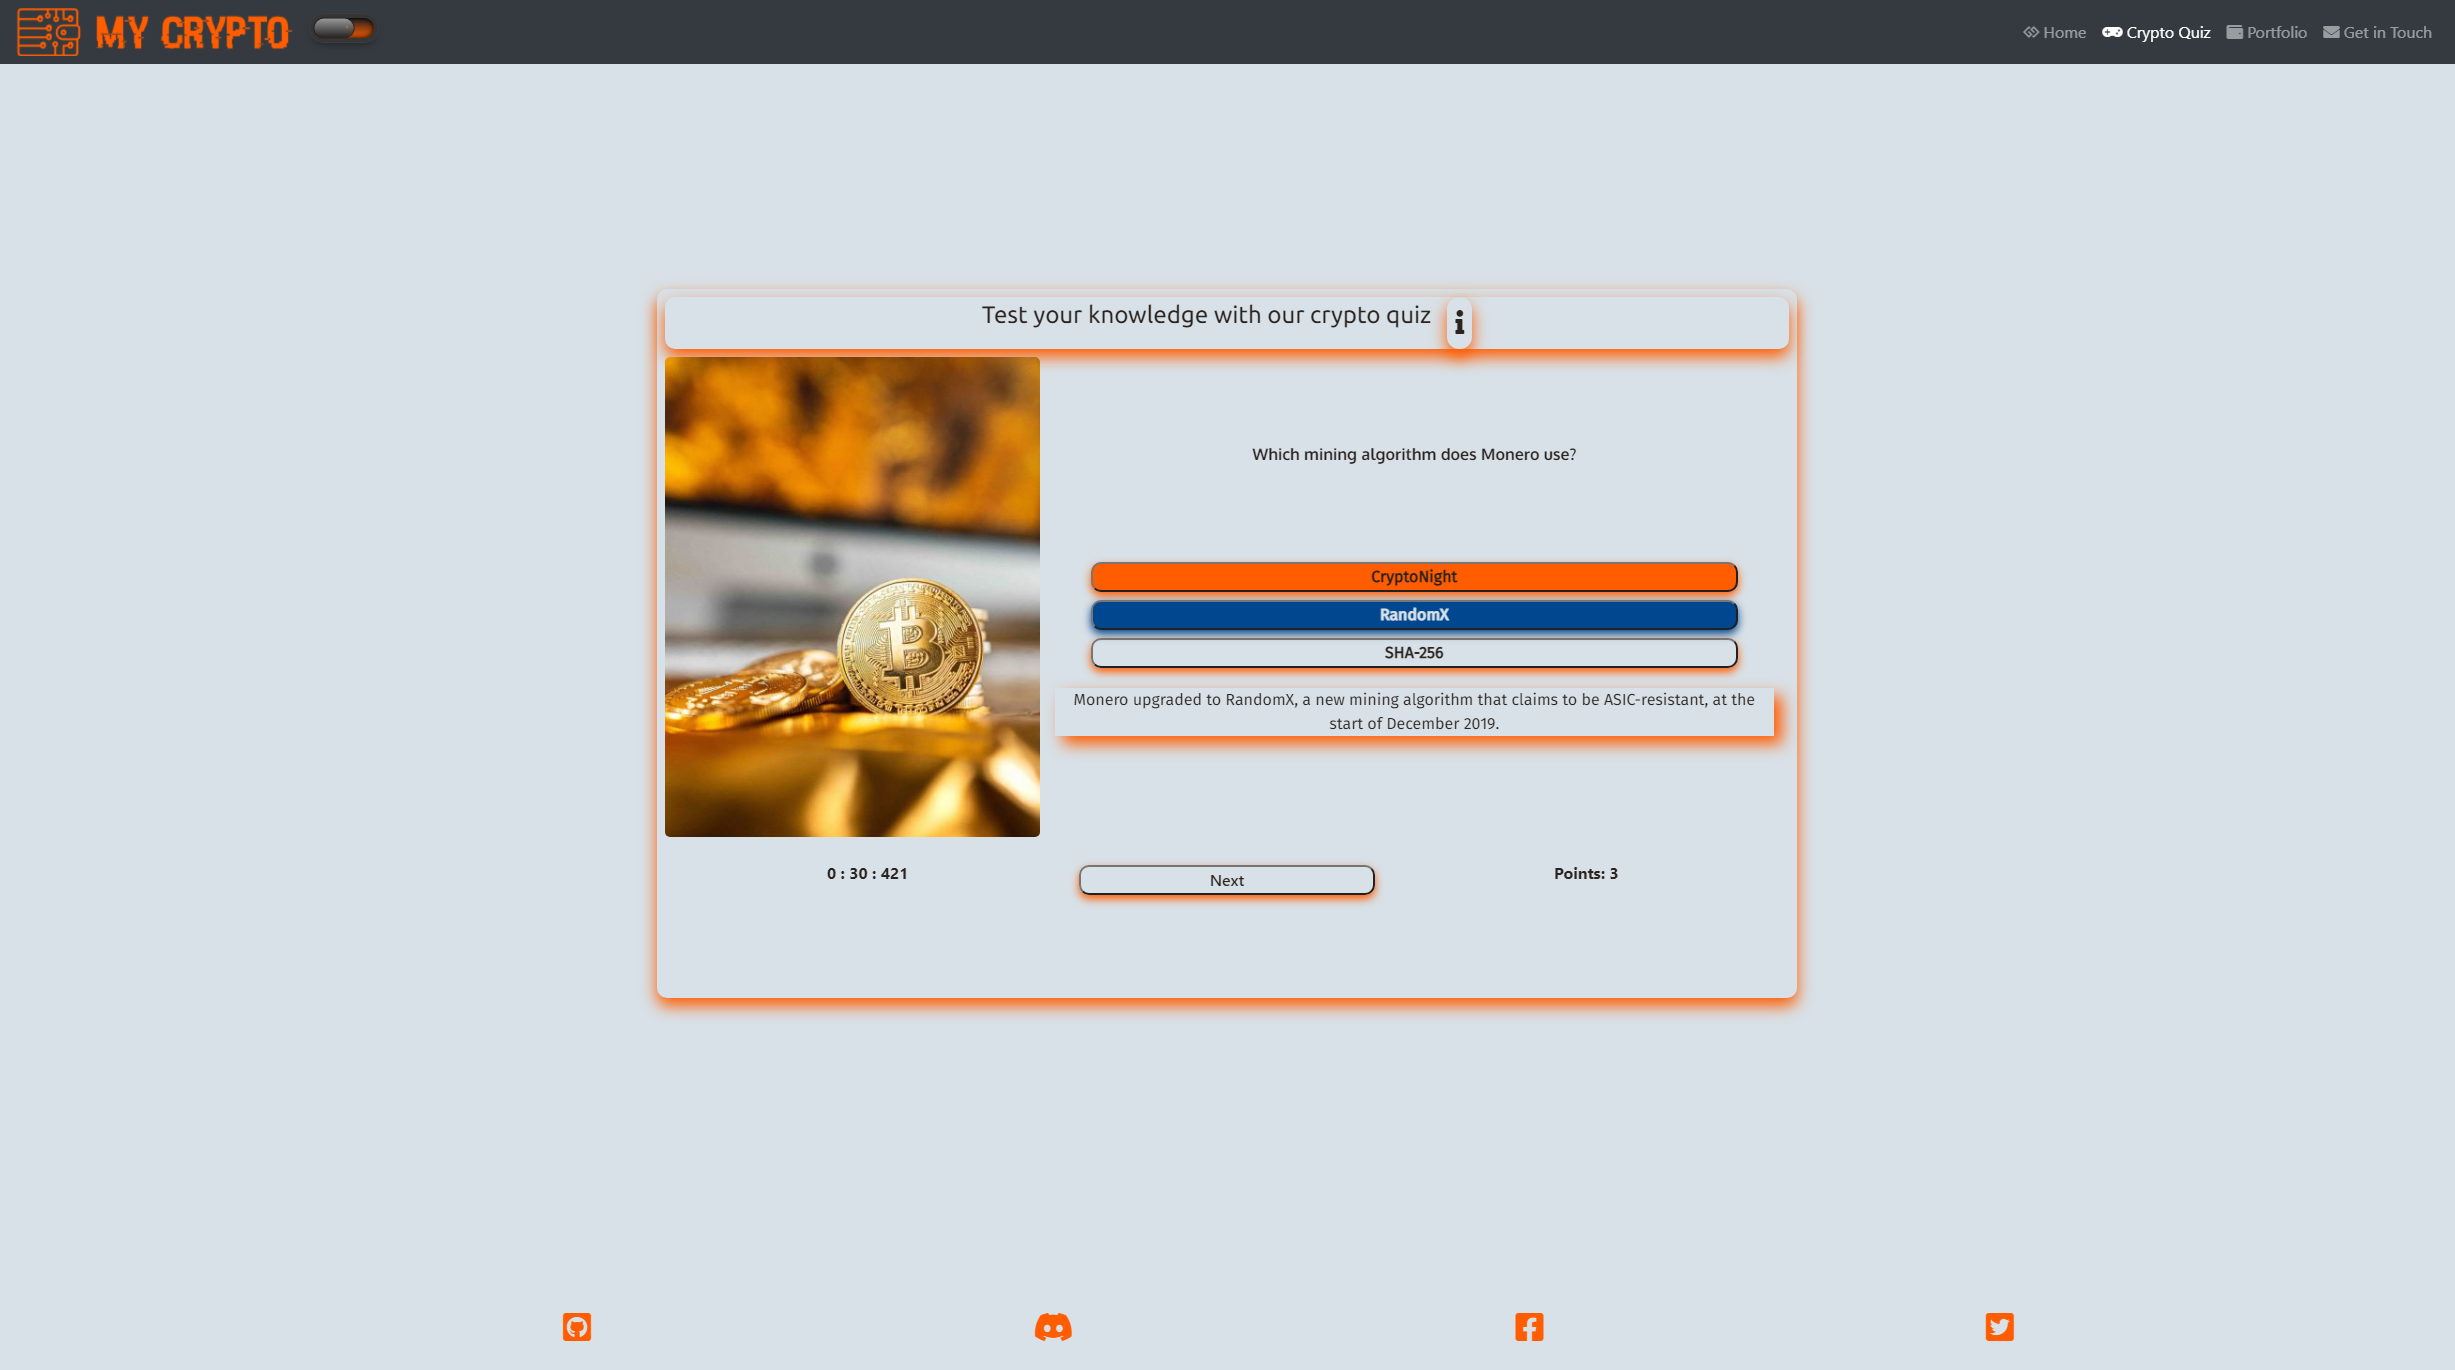 MY CRYPTO
Home
Crypto Quiz
Portfolio
Get in Touch
Test your knowledge with our crypto quiz
Which mining algorithm does Monero use?
CryptoNight
RandomX
SHA-256
Monero upgraded to RandomX, a new mining algorithm that claims to be ASIC-resistant, at the
start of December 2019.
0 : 30 : 421
Next
Points: 3